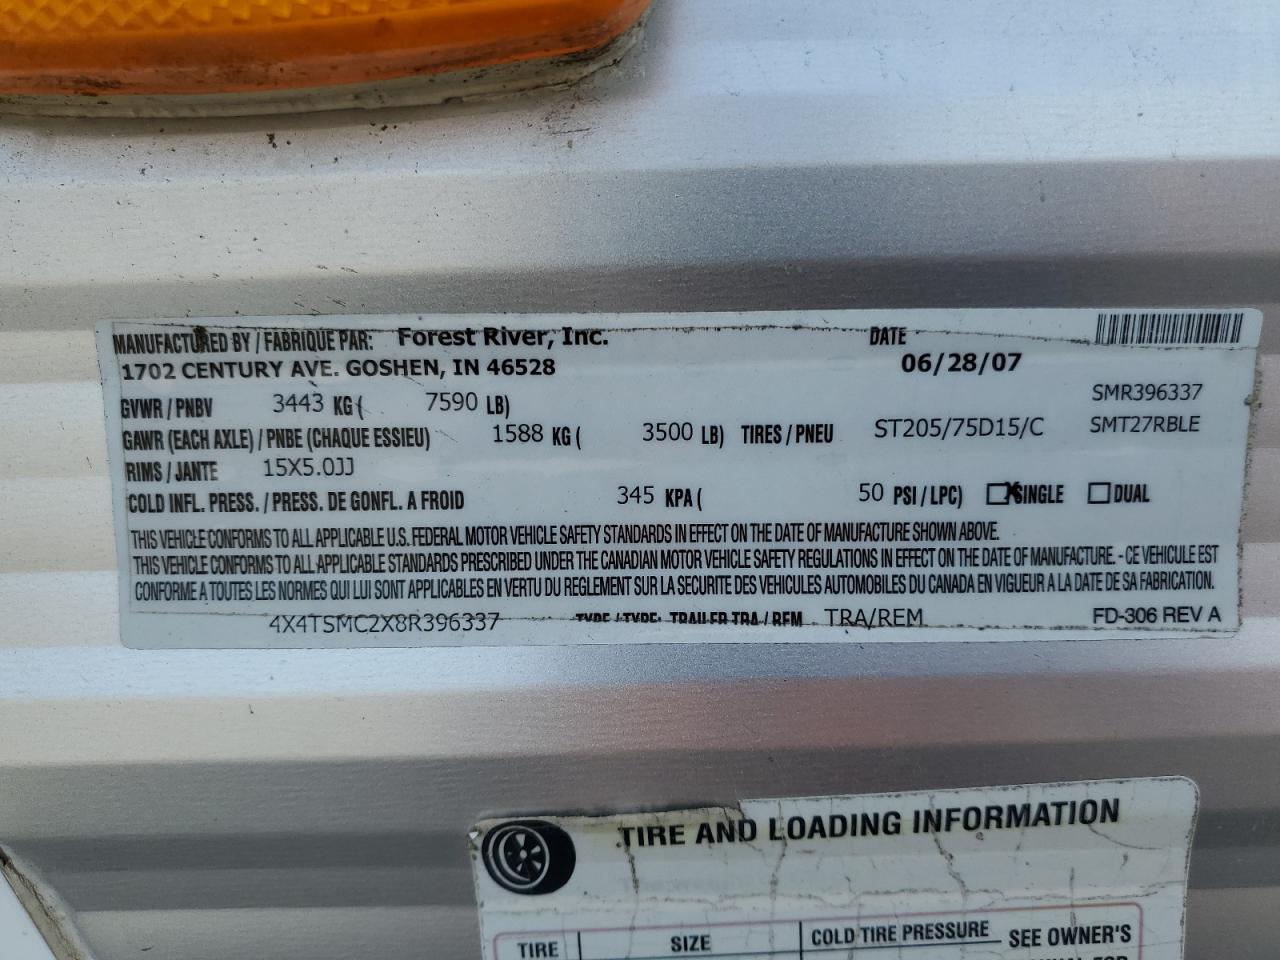 MANUFACTURED BY / FABRIQUE PAR: Forest River, Inc. DATE
1702 CENTURY AVE. GOSHEN, IN 46528 06/28/07
GVWR / PNBV 3443 KG ( 7590 LB) SMR396337
GAWR (EACH AXLE) / PNBE (CHAQUE ESSIEU) 1588 KG ( 3500 LB) TIRES / PNEU ST205/75D15/C SMT27RBLE
RIMS / JANTE 15X5.0JJ
COLD INFL. PRESS. / PRESS. DE GONFL. A FROID 345 KPA ( 50 PSI / LPC) SINGLE DUAL
THIS VEHICLE CONFORMS TO ALL APPLICABLE U.S. FEDERAL MOTOR VEHICLE SAFETY STANDARDS IN EFFECT ON THE DATE OF MANUFACTURE SHOWN ABOVE.
THIS VEHICLE CONFORMS TO ALL APPLICABLE STANDARDS PRESCRIBED UNDER THE CANADIAN MOTOR VEHICLE SAFETY REGULATIONS IN EFFECT ON THE DATE OF MANUFACTURE. - CE VEHICULE EST
CONFORME A TOUTES LES NORMES QUI LUI SONT APPLICABLES EN VERTU DU REGLEMENT SUR LA SECURITE DES VEHICULES AUTOMOBILES DU CANADA EN VIGUEUR A LA DATE DE SA FABRICATION.
4X4TSMC2X8R396337 TYPE / TYPE: TRAILER TRA / REM TRA/REM FD-306 REV A
TIRE AND LOADING INFORMATION
TIRE SIZE COLD TIRE PRESSURE SEE OWNER'S